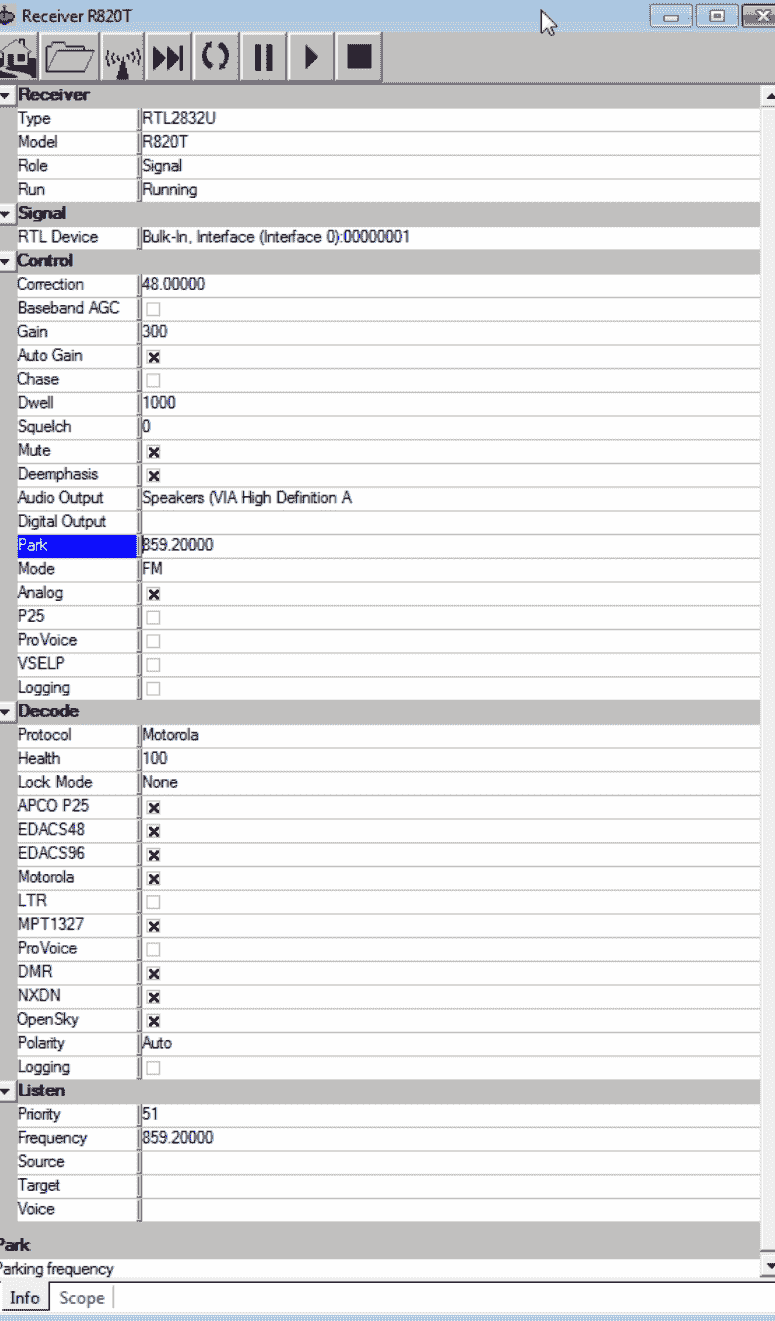 Receiver R820T
Receiver
Type RTL2832U
Model R820T
Role Signal
Run Running
Signal
RTL Device Bulk-In, Interface (Interface 0):00000001
Control
Correction 48.00000
Baseband AGC
Gain 300
Auto Gain
Chase
Dwell 1000
Squelch 0
Mute
Deemphasis
Audio Output Speakers (VIA High Definition A
Digital Output
Park 859.20000
Mode FM
Analog
P25
ProVoice
VSELP
Logging
Decode
Protocol Motorola
Health 100
Lock Mode None
APCO P25
EDACS48
EDACS96
Motorola
LTR
MPT1327
ProVoice
DMR
NXDN
OpenSky
Polarity Auto
Logging
Listen
Priority 51
Frequency 859.20000
Source
Target
Voice
Park
Parking frequency
Info Scope